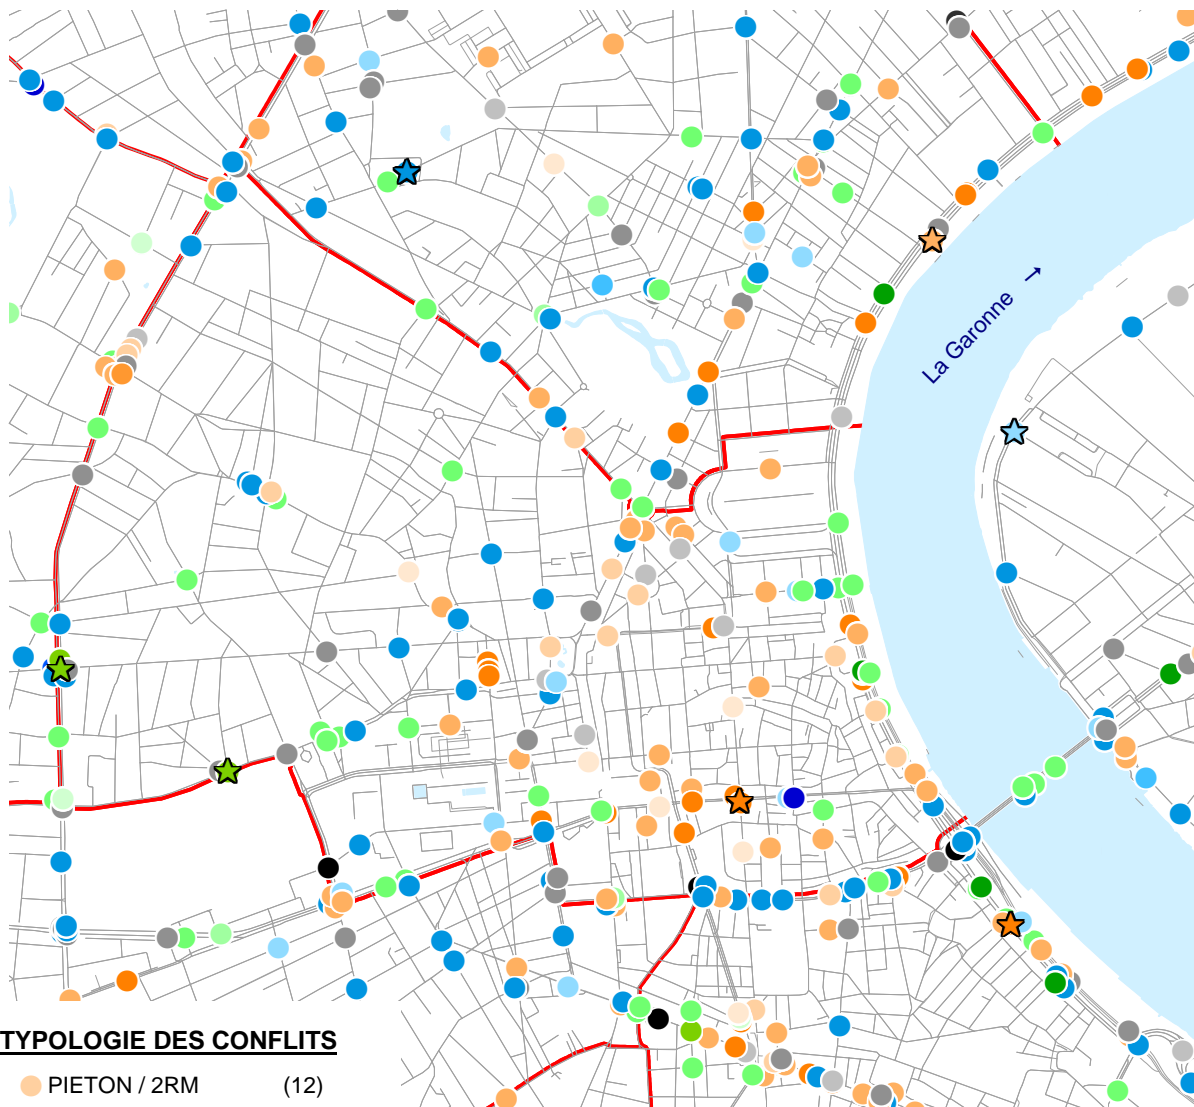 La Garonne →
TYPOLOGIE DES CONFLITS
PIETON / 2RM (12)